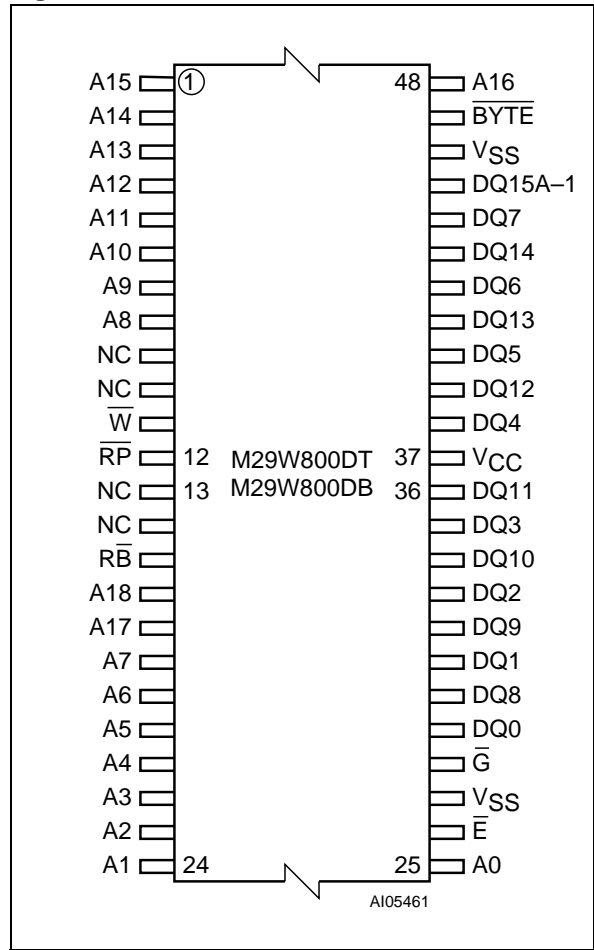 A15 ① 48 A16
A14 B̅Y̅T̅E̅
A13 VSS
A12 DQ15A–1
A11 DQ7
A10 DQ14
A9 DQ6
A8 DQ13
NC DQ5
NC DQ12
W̅ DQ4
R̅P̅ 12 M29W800DT 37 VCC
NC 13 M29W800DB 36 DQ11
NC DQ3
RB̅ DQ10
A18 DQ2
A17 DQ9
A7 DQ1
A6 DQ8
A5 DQ0
A4 G̅
A3 VSS
A2 E̅
A1 24 25 A0
AI05461